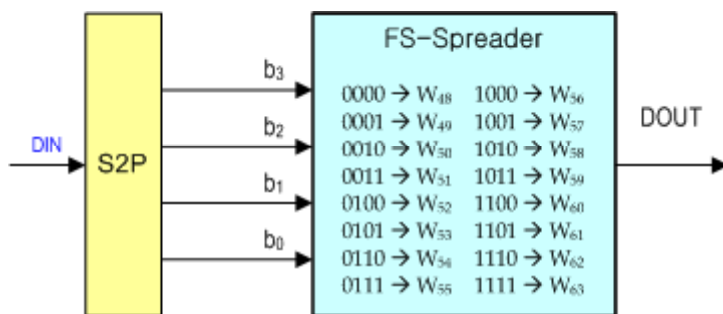 FS-Spreader
b₃
0000 → W₄₈ 1000 → W₅₆
0001 → W₄₉ 1001 → W₅₇
DOUT
b₂
DIN
S2P
0010 → W₅₀ 1010 → W₅₈
0011 → W₅₁ 1011 → W₅₉
b₁
0100 → W₅₂ 1100 → W₆₀
0101 → W₅₃ 1101 → W₆₁
b₀
0110 → W₅₄ 1110 → W₆₂
0111 → W₅₅ 1111 → W₆₃